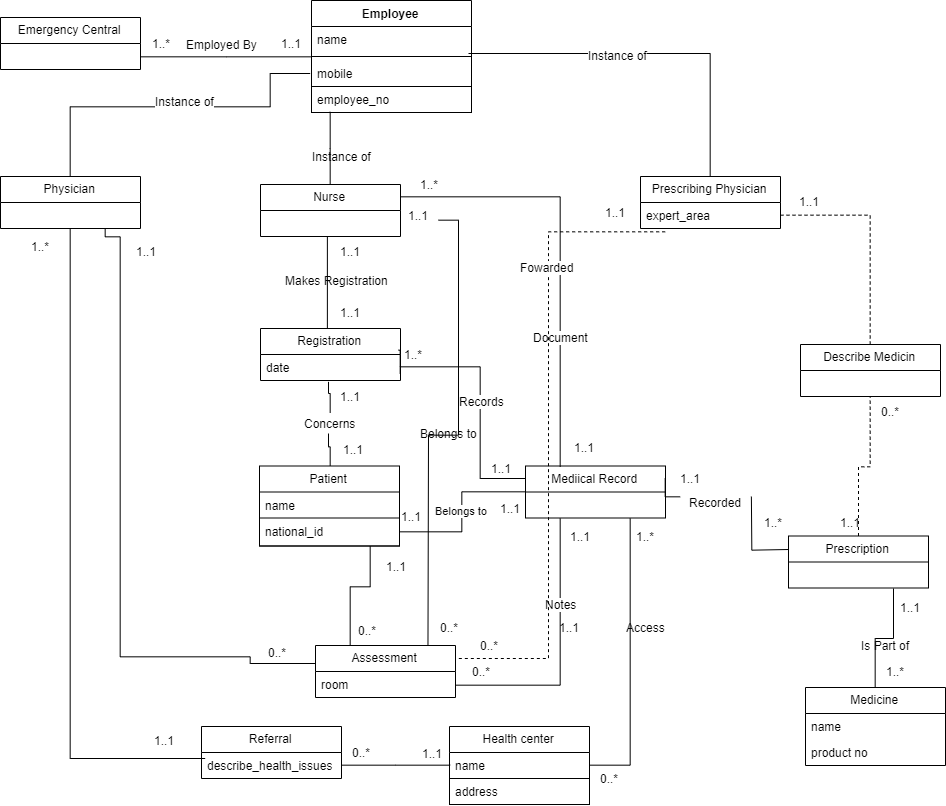 Employee
Emergency Central
name
1..*
Employed By
1..1
Instance of
mobile
employee_no
Instance of
Instance of
Physician
Nurse
1..*
Prescribing Physician
1..1
1..1
1..1
expert_area
1..*
1..1
1..1
Fowarded
Makes Registration
1..1
Document
Registration
1..*
Describe Medicin
date
1..1
Records
0..*
Concerns
Belongs to
1..1
1..1
1..1
Patient
Mediical Record
1..1
name
Recorded
Belongs to
1..1
1..1
1..*
1..1
national_id
1..1
1..*
Prescription
1..1
Notes
1..1
0..*
0..*
1..1
Access
0..*
Is Part of
0..*
Assessment
0..*
1..*
room
Medicine
name
1..1
Referral
Health center
0..*
1..1
product no
describe_health_issues
name
0..*
address